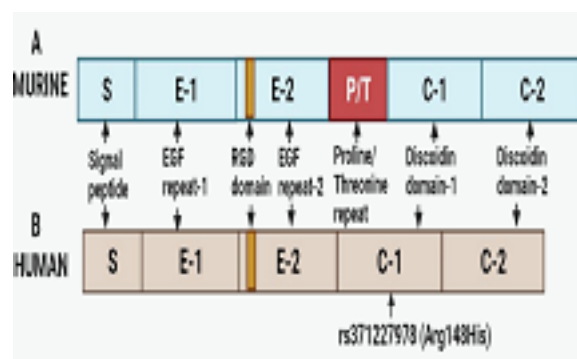 A
MURINE
S E-1 E-2 P/T C-1 C-2
Signal peptide
EGF repeat-1
RGD domain
EGF repeat-2
Proline/ Threonine repeat
Discoidin domain-1
Discoidin domain-2
B
HUMAN
S E-1 E-2 C-1 C-2
rs371227978 (Arg148His)